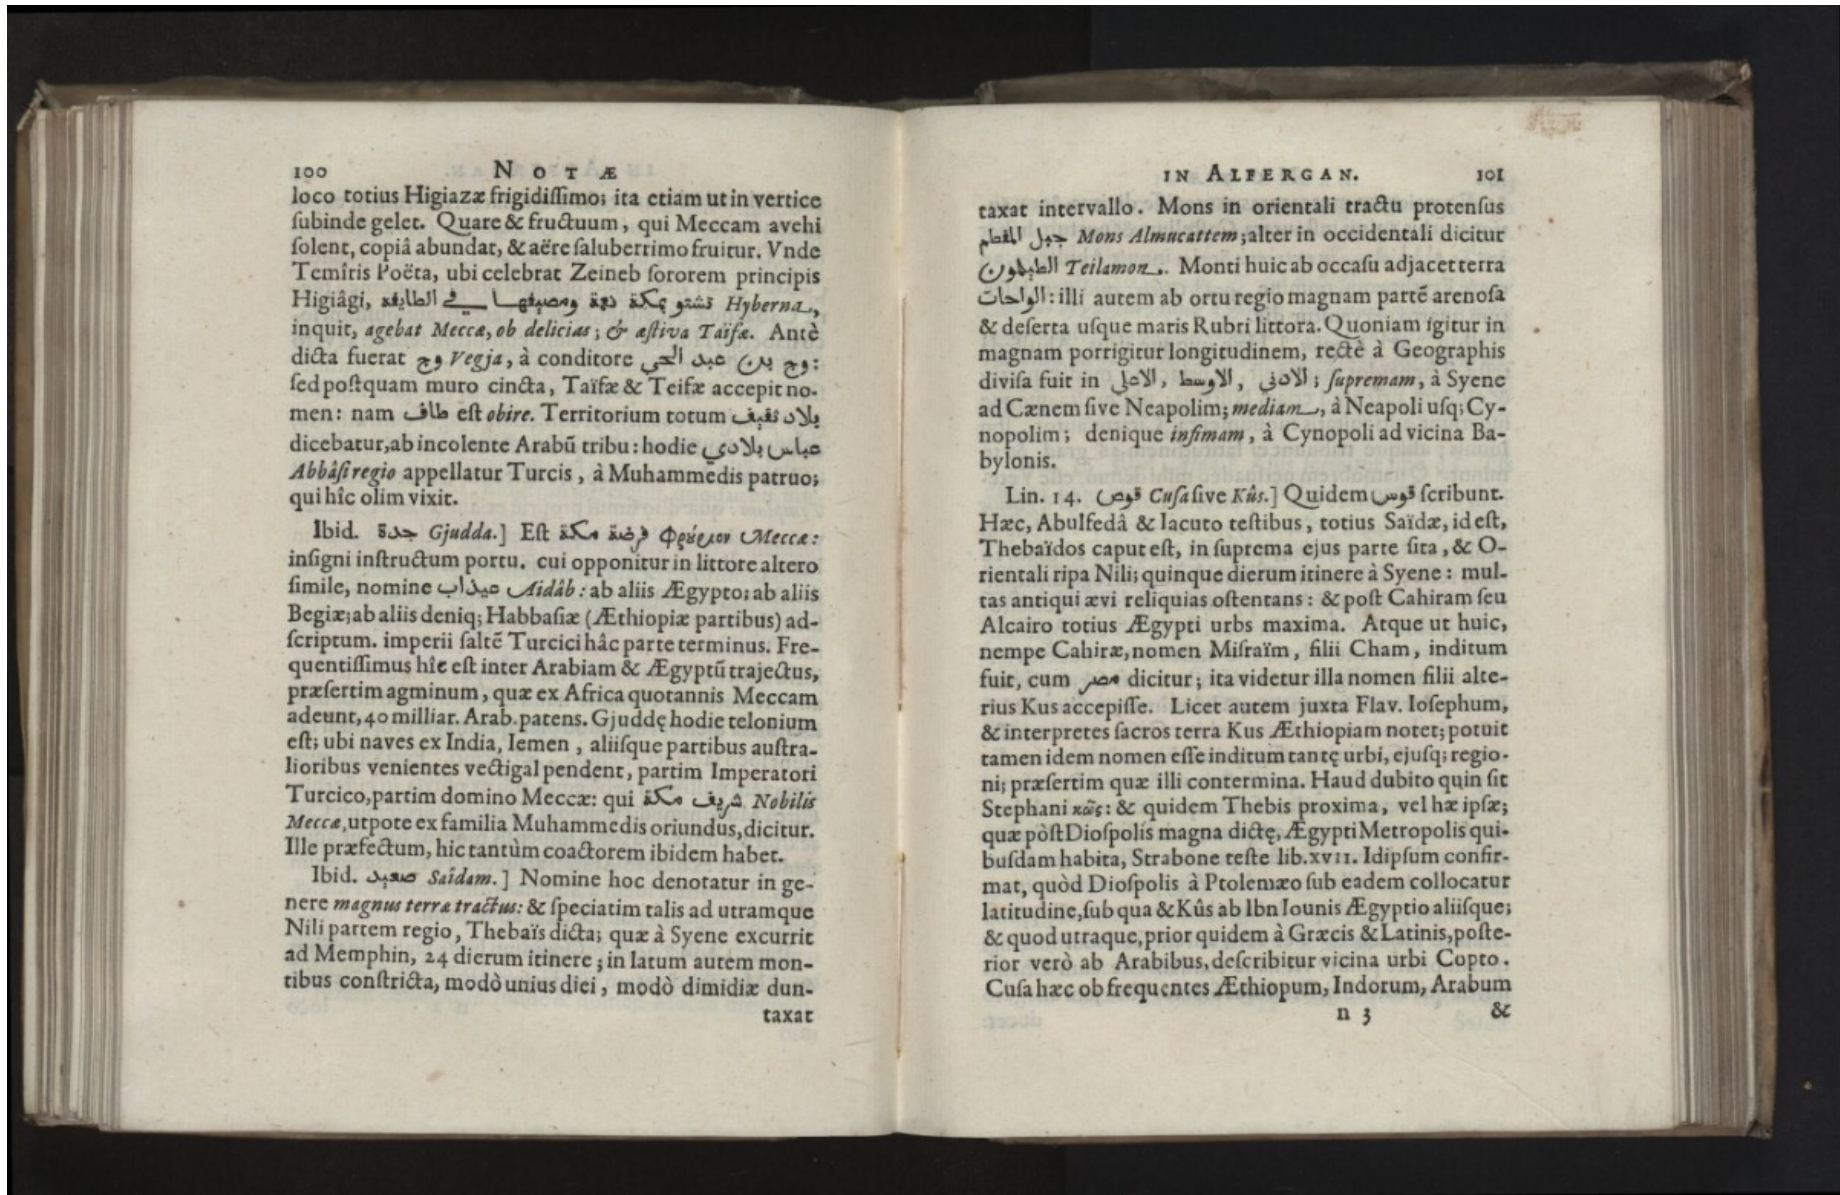 100 NOTÆ
loco totius Higiazæ frigidiſſimo; ita etiam ut in vertice
ſubinde gelet. Quare & fructuum, qui Meccam avehi
ſolent, copiâ abundat, & aëre ſaluberrimo fruitur. Vnde
Temîris Poëta, ubi celebrat Zeineb ſororem principis
Higiâgi, تشتو بمكة نعة ومصيفها في الطايفة Hyberna,
inquit, agebat Meccæ, ob delicias; & æſtiva Taïfæ. Antè
dicta fuerat وج Vegja, à conditore وج بن عبد الحي:
ſed poſtquam muro cincta, Taïfæ & Teifæ accepit no-
men: nam طاف eſt obire. Territorium totum بلاد ثقيف
dicebatur, ab incolente Arabũ tribu: hodie عباس بلادي
Abbâſi regio appellatur Turcis, à Muhammedis patruo;
qui hîc olim vixit.
Ibid. جدة Gjudda.] Eſt فرضة مكة Φρύριον Meccæ:
inſigni inſtructum portu. cui opponitur in littore altero
ſimile, nomine عيذاب Aidâb: ab aliis Ægypto; ab aliis
Begiæ; ab aliis deniq; Habbaſiæ (Æthiopiæ partibus) ad-
ſcriptum. imperii ſaltẽ Turcici hâc parte terminus. Fre-
quentiſſimus hîc eſt inter Arabiam & Ægyptũ trajectus,
præſertim agminum, quæ ex Africa quotannis Meccam
adeunt, 40 milliar. Arab. patens. Gjuddę hodie telonium
eſt; ubi naves ex India, Iemen, aliiſque partibus auſtra-
lioribus venientes vectigal pendent, partim Imperatori
Turcico, partim domino Meccæ: qui شريف مكة Nobilis
Meccæ, utpote ex familia Muhammedis oriundus, dicitur.
Ille præfectum, hic tantùm coactorem ibidem habet.
Ibid. صعيد Saîdam.] Nomine hoc denotatur in ge-
nere magnus terræ tractus: & ſpeciatim talis ad utramque
Nili partem regio, Thebaïs dicta; quæ à Syene excurrit
ad Memphin, 24 dierum itinere; in latum autem mon-
tibus conſtricta, modò unius diei, modò dimidiæ dun-
taxat
IN ALFERGAN. 101
taxat intervallo. Mons in orientali tractu protenſus
جبل المقطم Mons Almucattem; alter in occidentali dicitur
الطيلمون Teilamon. Monti huic ab occaſu adjacet terra
الواحات: illi autem ab ortu regio magnam partẽ arenoſa
& deſerta uſque maris Rubri littora. Quoniam igitur in
magnam porrigitur longitudinem, rectè à Geographis
diviſa fuit in الاعلى, الاوسط, الادنى; ſupremam, à Syene
ad Cænem ſive Neapolim; mediam, à Neapoli uſq; Cy-
nopolim; denique infimam, à Cynopoli ad vicina Ba-
bylonis.
Lin. 14. قوص Cuſa ſive Kûs.] Quidem قوس ſcribunt.
Hæc, Abulfedâ & Iacuto teſtibus, totius Saïdæ, id eſt,
Thebaïdos caput eſt, in ſuprema ejus parte ſita, & O-
rientali ripa Nili; quinque dierum itinere à Syene: mul-
tas antiqui ævi reliquias oſtentans: & poſt Cahiram ſeu
Alcairo totius Ægypti urbs maxima. Atque ut huic,
nempe Cahiræ, nomen Miſraïm, filii Cham, inditum
fuit, cum مصر dicitur; ita videtur illa nomen filii alte-
rius Kus accepiſſe. Licet autem juxta Flav. Ioſephum,
& interpretes ſacros terra Kus Æthiopiam notet; potuit
tamen idem nomen eſſe inditum tantę urbi, ejuſq; regio-
ni; præſertim quæ illi contermina. Haud dubito quin ſit
Stephani κῶς: & quidem Thebis proxima, vel hæ ipſæ;
quæ pòſt Dioſpolis magna dictę, Ægypti Metropolis qui-
buſdam habita, Strabone teſte lib. XVII. Idipſum confir-
mat, quòd Dioſpolis à Ptolemæo ſub eadem collocatur
latitudine, ſub qua & Kûs ab Ibn Iounis Ægyptio aliiſque;
& quod utraque, prior quidem à Græcis & Latinis, poſte-
rior verò ab Arabibus, deſcribitur vicina urbi Copto.
Cuſa hæc ob frequentes Æthiopum, Indorum, Arabum
n 3 &